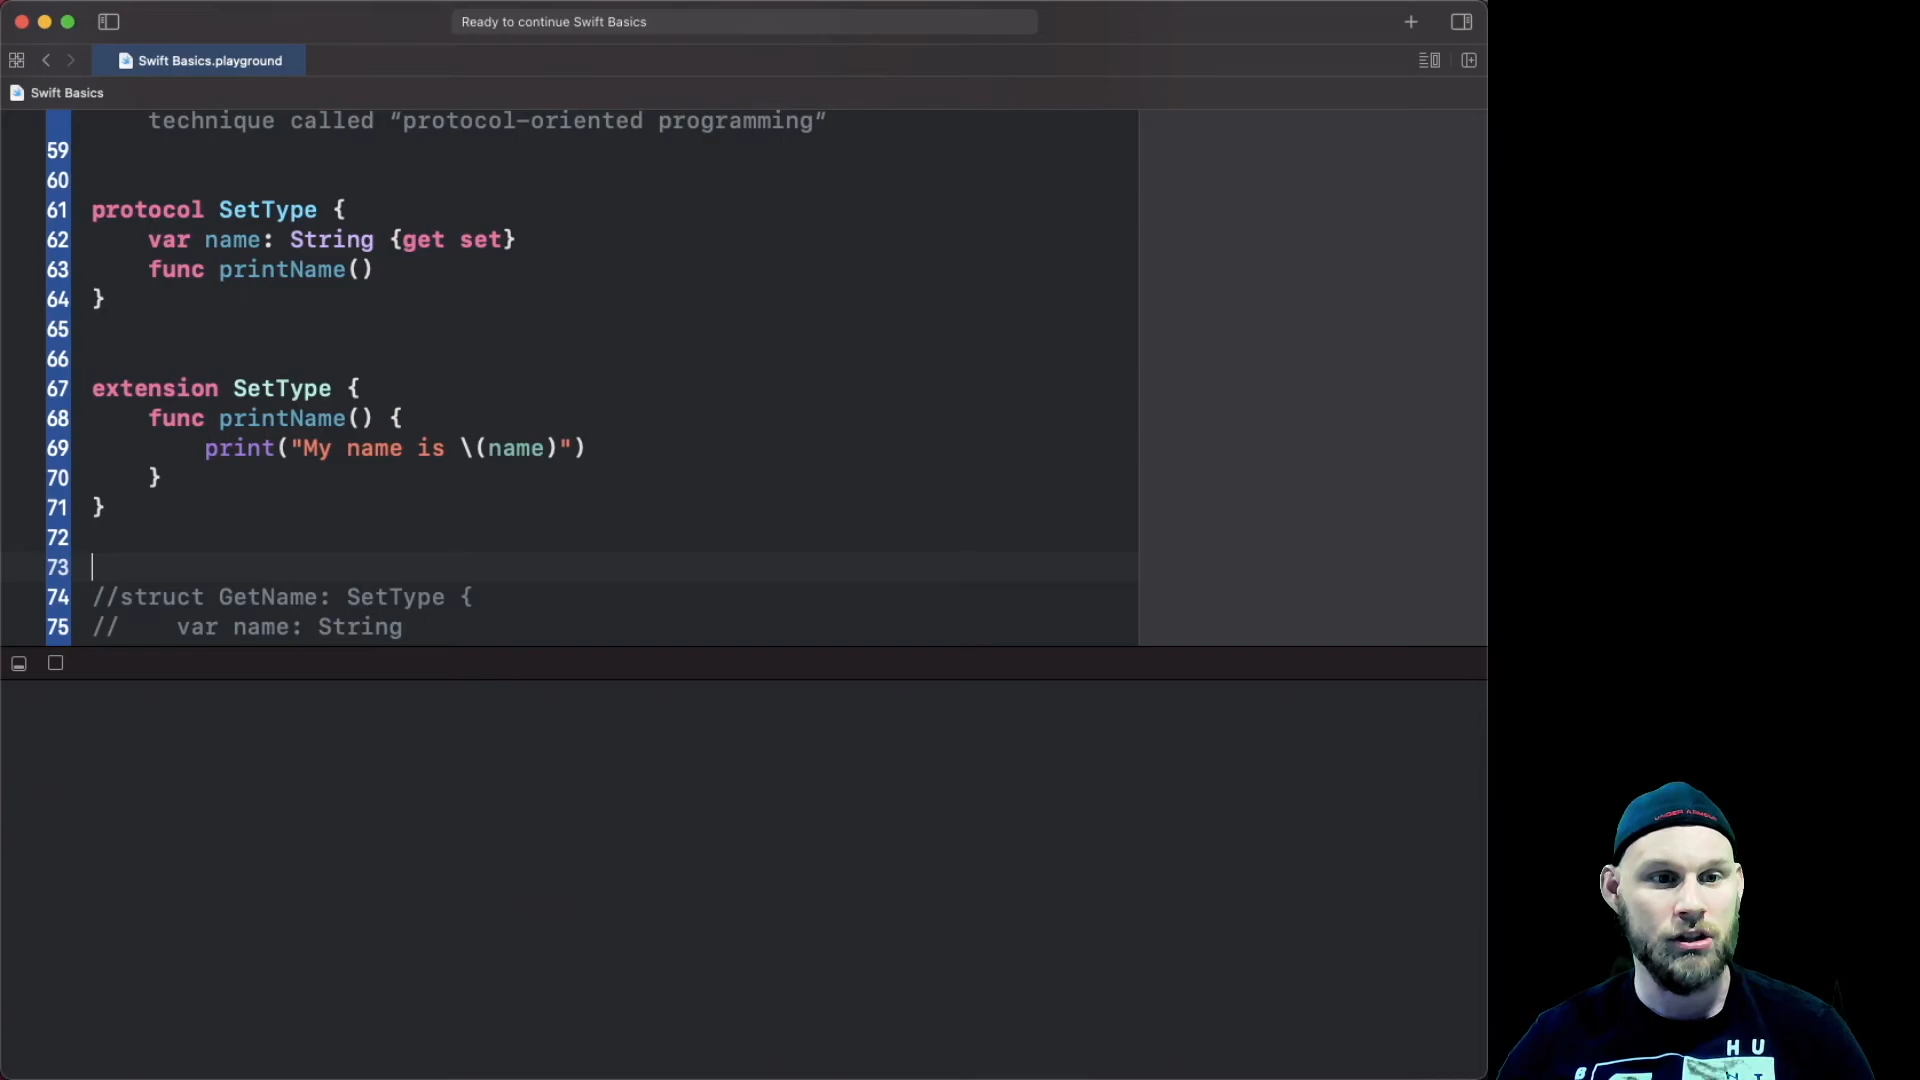 Ready to continue Swift Basics
Swift Basics.playground
Swift Basics
technique called “protocol-oriented programming”
59
60
61 protocol SetType {
62 var name: String {get set}
63 func printName()
64 }
65
66
67 extension SetType {
68 func printName() {
69 print("My name is \(name)")
70 }
71 }
72
73
74 //struct GetName: SetType {
75 // var name: String
UNDER ARMOUR
H U